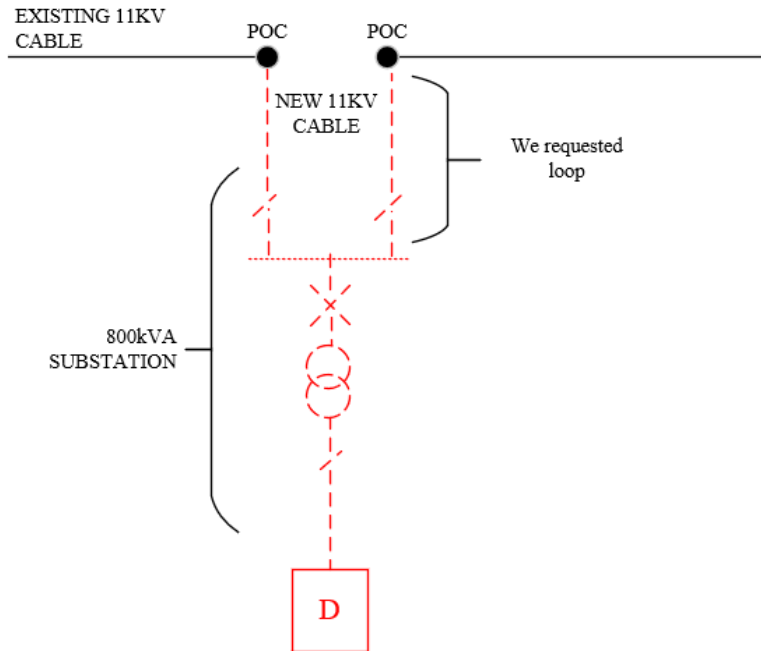 EXISTING 11KV
CABLE
POC
POC
NEW 11KV
CABLE
We requested
loop
800kVA
SUBSTATION
D